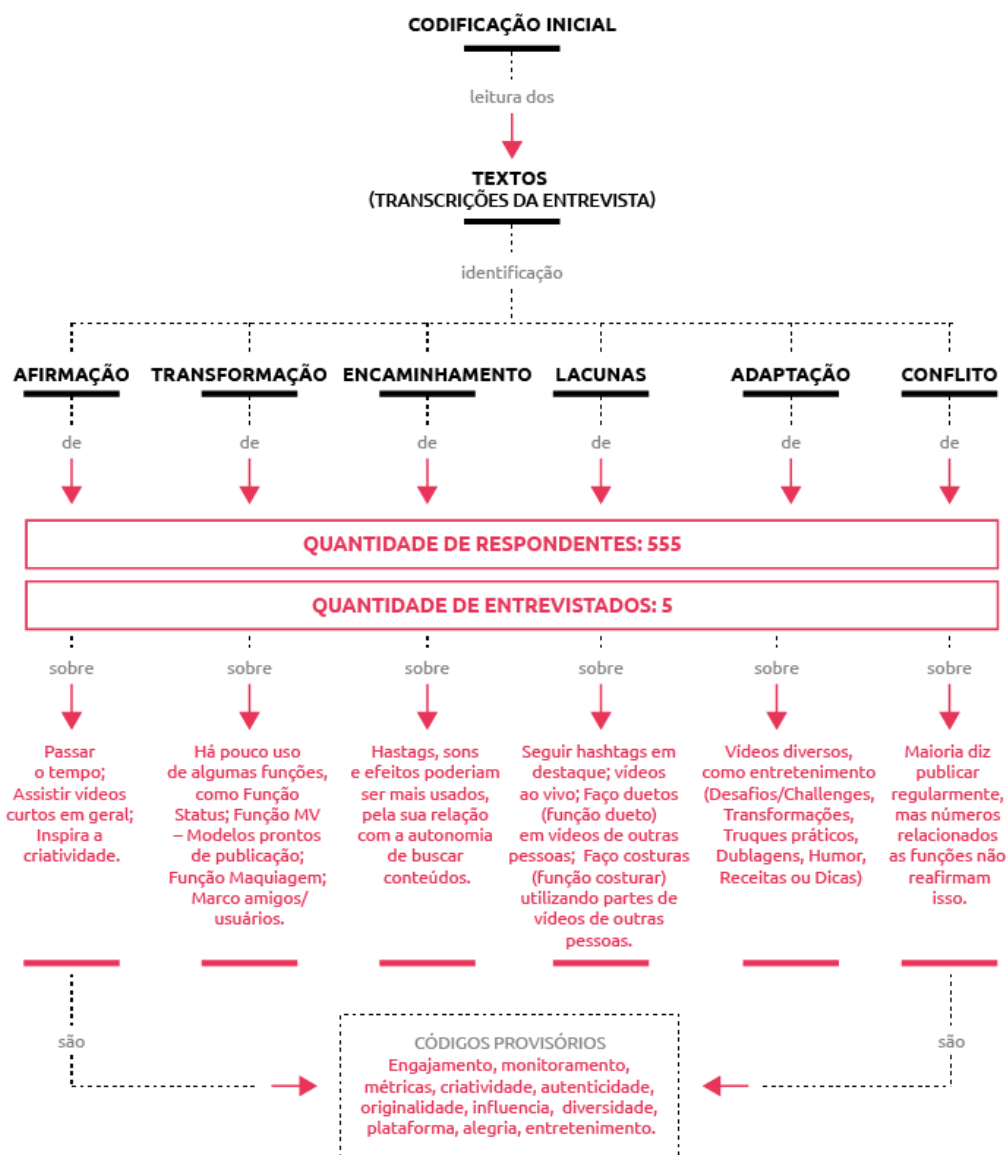 CODIFICAÇÃO INICIAL
leitura dos
TEXTOS
(TRANSCRIÇÕES DA ENTREVISTA)
identificação
AFIRMAÇÃO
TRANSFORMAÇÃO
ENCAMINHAMENTO
LACUNAS
ADAPTAÇÃO
CONFLITO
de
de
de
de
de
de
QUANTIDADE DE RESPONDENTES: 555
QUANTIDADE DE ENTREVISTADOS: 5
sobre
sobre
sobre
sobre
sobre
sobre
Passar
o tempo;
Assistir vídeos
curtos em geral;
Inspira a
criatividade.
Há pouco uso
de algumas funções,
como Função
Status; Função MV
– Modelos prontos
de publicação;
Função Maquiagem;
Marco amigos/
usuários.
Hastags, sons
e efeitos poderiam
ser mais usados,
pela sua relação
com a autonomia
de buscar
conteúdos.
Seguir hashtags em
destaque; vídeos
ao vivo; Faço duetos
(função dueto)
em vídeos de outras
pessoas; Faço costuras
(função costurar)
utilizando partes de
vídeos de outras
pessoas.
Vídeos diversos,
como entretenimento
(Desafios/Challenges,
Transformações,
Truques práticos,
Dublagens, Humor,
Receitas ou Dicas)
Maioria diz
publicar
regularmente,
mas números
relacionados
as funções não
reafirmam
isso.
são
são
CÓDIGOS PROVISÓRIOS
Engajamento, monitoramento,
métricas, criatividade, autenticidade,
originalidade, influencia, diversidade,
plataforma, alegria, entretenimento.